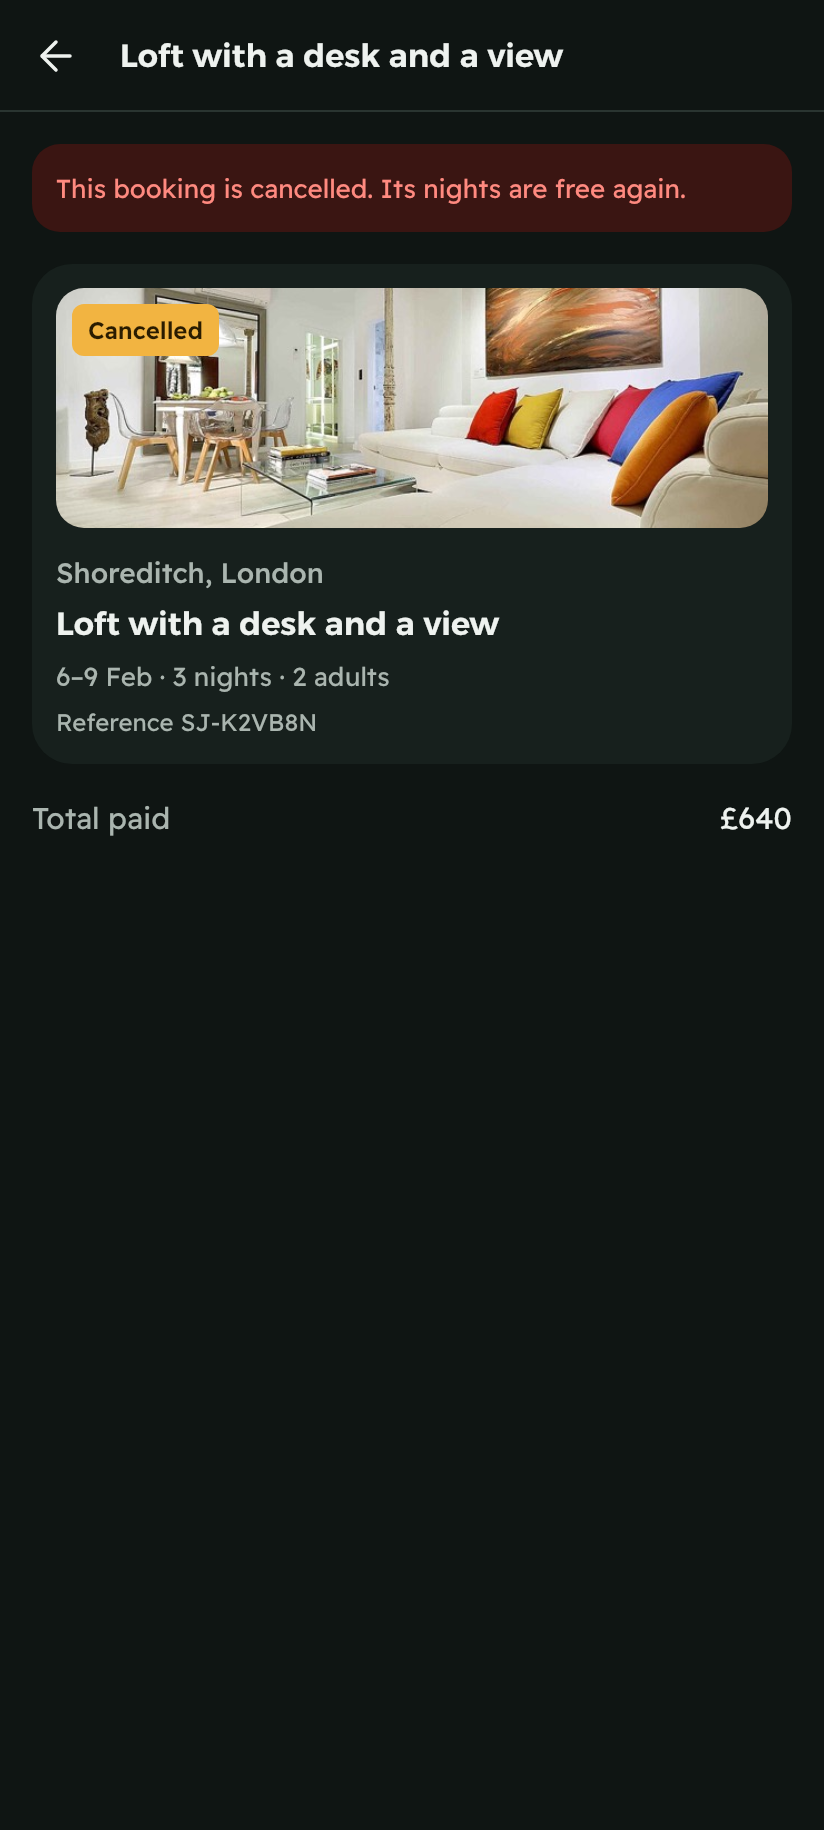 Loft with a desk and a view
This booking is cancelled. Its nights are free again.
Cancelled
Shoreditch, London
Loft with a desk and a view
6–9 Feb · 3 nights · 2 adults
Reference SJ-K2VB8N
Total paid £640